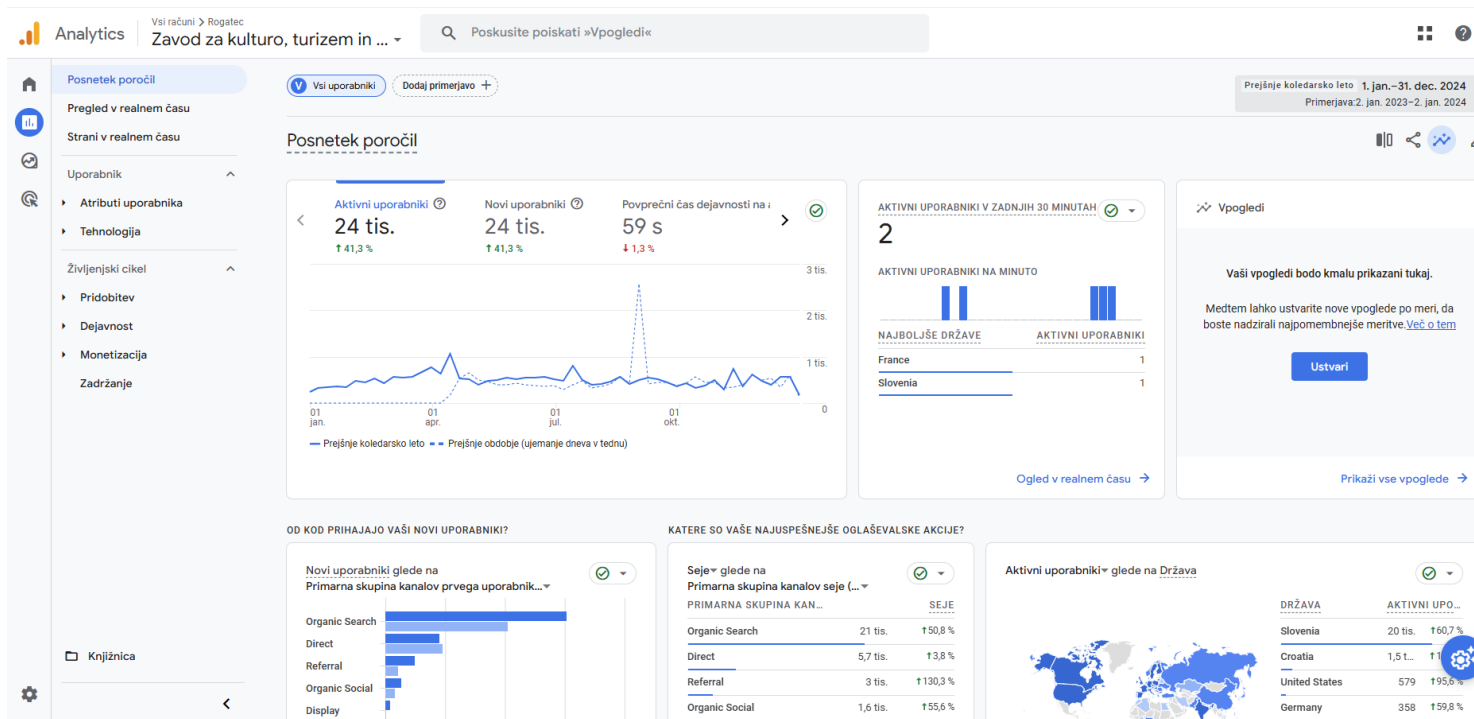 Analytics
Vsi računi > Rogatec
Zavod za kulturo, turizem in ...
Poskusite poiskati »Vpogledi«
Posnetek poročil
Pregled v realnem času
Strani v realnem času
Uporabnik
Atributi uporabnika
Tehnologija
Življenjski cikel
Pridobitev
Dejavnost
Monetizacija
Zadržanje
Knjižnica
V Vsi uporabniki
Dodaj primerjavo +
Prejšnje koledarsko leto 1. jan.–31. dec. 2024
Primerjava:2. jan. 2023–2. jan. 2024
Posnetek poročil
Aktivni uporabniki
24 tis.
↑ 41,3 %
Novi uporabniki
24 tis.
↑ 41,3 %
Povprečni čas dejavnosti na
59 s
↓ 1,3 %
3 tis.
2 tis.
1 tis.
0
01 jan.
01 apr.
01 jul.
01 okt.
Prejšnje koledarsko leto
Prejšnje obdobje (ujemanje dneva v tednu)
AKTIVNI UPORABNIKI V ZADNJIH 30 MINUTAH
2
AKTIVNI UPORABNIKI NA MINUTO
NAJBOLJŠE DRŽAVE AKTIVNI UPORABNIKI
France 1
Slovenia 1
Ogled v realnem času
Vpogledi
Vaši vpogledi bodo kmalu prikazani tukaj.
Medtem lahko ustvarite nove vpoglede po meri, da
boste nadzirali najpomembnejše meritve.Več o tem
Ustvari
Prikaži vse vpoglede
OD KOD PRIHAJAJO VAŠI NOVI UPORABNIKI?
Novi uporabniki glede na
Primarna skupina kanalov prvega uporabnik...
Organic Search
Direct
Referral
Organic Social
Display
KATERE SO VAŠE NAJUSPEŠNEJŠE OGLAŠEVALSKE AKCIJE?
Seje glede na
Primarna skupina kanalov seje (...
PRIMARNA SKUPINA KAN... SEJE
Organic Search 21 tis. ↑ 50,8 %
Direct 5,7 tis. ↑ 3,8 %
Referral 3 tis. ↑ 130,3 %
Organic Social 1,6 tis. ↑ 55,6 %
Aktivni uporabniki glede na Država
DRŽAVA AKTIVNI UPO...
Slovenia 20 tis. ↑ 60,7 %
Croatia 1,5 t...
United States 579
Germany 358 ↑ 59,8 %